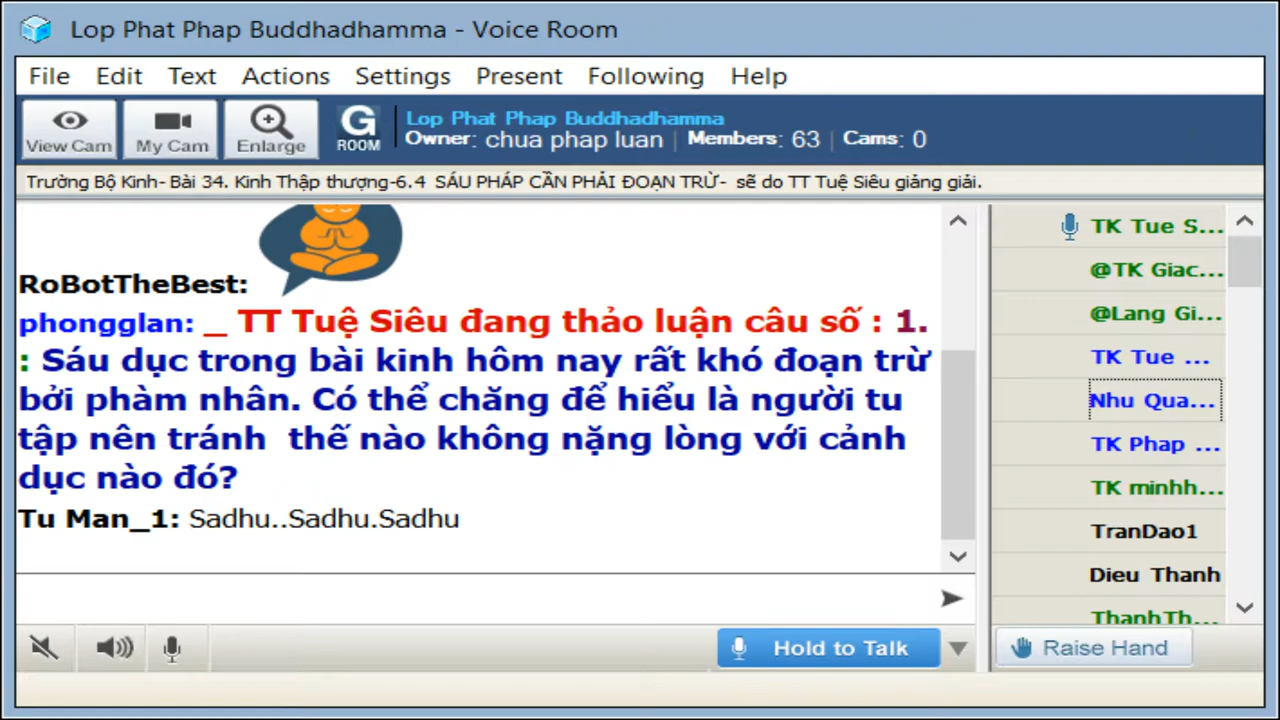 Lop Phat Phap Buddhadhamma - Voice Room
File Edit Text Actions Settings Present Following Help
View Cam My Cam Enlarge G ROOM
Lop Phat Phap Buddhadhamma
Owner: chua phap luan | Members: 63 | Cams: 0
Trường Bộ Kinh- Bài 34. Kinh Thập thượng-6.4 SÁU PHÁP CẦN PHẢI ĐOẠN TRỪ- sẽ do TT Tuệ Siêu giảng giải.
RoBotTheBest:
phongglan: _ TT Tuệ Siêu đang thảo luận câu số : 1.
: Sáu dục trong bài kinh hôm nay rất khó đoạn trừ
bởi phàm nhân. Có thể chăng để hiểu là người tu
tập nên tránh thế nào không nặng lòng với cảnh
dục nào đó?
Tu Man_1: Sadhu..Sadhu.Sadhu
TK Tue S...
@TK Giac...
@Lang Gi...
TK Tue ...
Nhu Qua...
TK Phap ...
TK minhh...
TranDao1
Dieu Thanh
ThanhTh...
Hold to Talk
Raise Hand